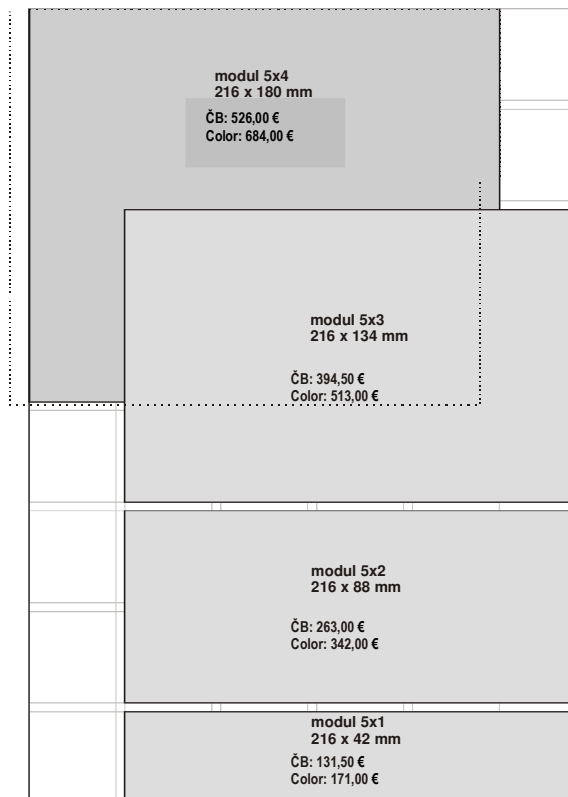 modul 5x4
216 x 180 mm
ČB: 526,00 €
Color: 684,00 €
modul 5x3
216 x 134 mm
ČB: 394,50 €
Color: 513,00 €
modul 5x2
216 x 88 mm
ČB: 263,00 €
Color: 342,00 €
modul 5x1
216 x 42 mm
ČB: 131,50 €
Color: 171,00 €